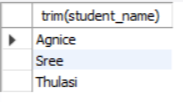 trim(student_name)
Agnice
Sree
Thulasi